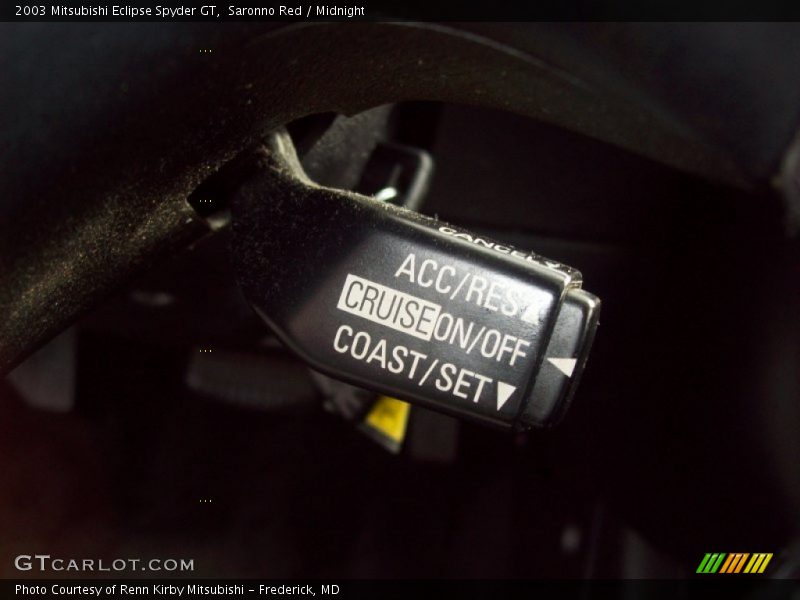 2003 Mitsubishi Eclipse Spyder GT, Saronno Red / Midnight
CANCEL
ACC/RES
CRUISE ON/OFF
COAST/SET
GTCARLOT.COM
Photo Courtesy of Renn Kirby Mitsubishi - Frederick, MD